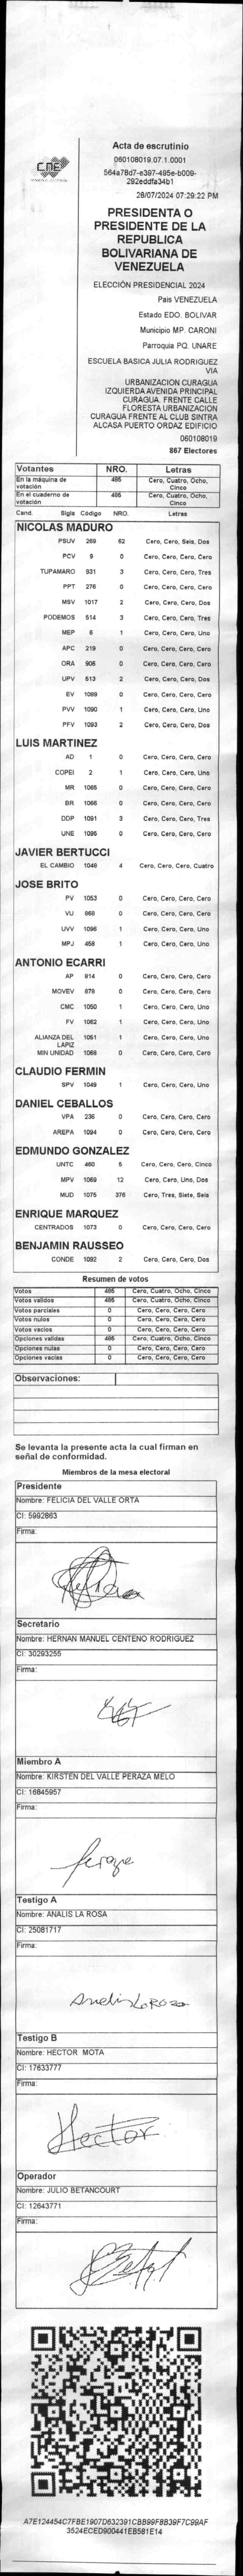 CNE
Acta de escrutinio
060108019.07.1.0001
564a78d7-e397-495e-b009-
292eddfa34b1
28/07/2024 07:29:22 PM
PRESIDENTA O
PRESIDENTE DE LA
REPUBLICA
BOLIVARIANA DE
VENEZUELA
ELECCIÓN PRESIDENCIAL 2024
Pais VENEZUELA
Estado EDO. BOLIVAR
Municipio MP. CARONI
Parroquia PQ. UNARE
ESCUELA BASICA JULIA RODRIGUEZ
VIA
URBANIZACION CURAGUA
IZQUIERDA AVENIDA PRINCIPAL
CURAGUA. FRENTE CALLE
FLORESTA URBANIZACION
CURAGUA FRENTE AL CLUB SINTRA
ALCASA PUERTO ORDAZ EDIFICIO
060108019
867 Electores
Votantes NRO. Letras
En la máquina de votación 485 Cero, Cuatro, Ocho, Cinco
En el cuaderno de votación 485 Cero, Cuatro, Ocho, Cinco
Cand. Sigla Código NRO. Letras
NICOLAS MADURO
PSUV 269 62 Cero, Cero, Seis, Dos
PCV 9 0 Cero, Cero, Cero, Cero
TUPAMARO 931 3 Cero, Cero, Cero, Tres
PPT 276 0 Cero, Cero, Cero, Cero
MSV 1017 2 Cero, Cero, Cero, Dos
PODEMOS 514 3 Cero, Cero, Cero, Tres
MEP 6 1 Cero, Cero, Cero, Uno
APC 219 0 Cero, Cero, Cero, Cero
ORA 906 0 Cero, Cero, Cero, Cero
UPV 513 2 Cero, Cero, Cero, Dos
EV 1089 0 Cero, Cero, Cero, Cero
PVV 1090 1 Cero, Cero, Cero, Uno
PFV 1093 2 Cero, Cero, Cero, Dos
LUIS MARTINEZ
AD 1 0 Cero, Cero, Cero, Cero
COPEI 2 1 Cero, Cero, Cero, Uno
MR 1065 0 Cero, Cero, Cero, Cero
BR 1066 0 Cero, Cero, Cero, Cero
DDP 1091 3 Cero, Cero, Cero, Tres
UNE 1095 0 Cero, Cero, Cero, Cero
JAVIER BERTUCCI
EL CAMBIO 1048 4 Cero, Cero, Cero, Cuatro
JOSE BRITO
PV 1053 0 Cero, Cero, Cero, Cero
VU 868 0 Cero, Cero, Cero, Cero
UVV 1096 1 Cero, Cero, Cero, Uno
MPJ 458 1 Cero, Cero, Cero, Uno
ANTONIO ECARRI
AP 814 0 Cero, Cero, Cero, Cero
MOVEV 879 0 Cero, Cero, Cero, Cero
CMC 1050 1 Cero, Cero, Cero, Uno
FV 1062 1 Cero, Cero, Cero, Uno
ALIANZA DEL LAPIZ 1051 1 Cero, Cero, Cero, Uno
MIN UNIDAD 1068 0 Cero, Cero, Cero, Cero
CLAUDIO FERMIN
SPV 1049 1 Cero, Cero, Cero, Uno
DANIEL CEBALLOS
VPA 236 0 Cero, Cero, Cero, Cero
AREPA 1094 0 Cero, Cero, Cero, Cero
EDMUNDO GONZALEZ
UNTC 460 5 Cero, Cero, Cero, Cinco
MPV 1069 12 Cero, Cero, Uno, Dos
MUD 1075 376 Cero, Tres, Siete, Seis
ENRIQUE MARQUEZ
CENTRADOS 1073 0 Cero, Cero, Cero, Cero
BENJAMIN RAUSSEO
CONDE 1092 2 Cero, Cero, Cero, Dos
Resumen de votos
Votos 485 Cero, Cuatro, Ocho, Cinco
Votos validos 485 Cero, Cuatro, Ocho, Cinco
Votos parciales 0 Cero, Cero, Cero, Cero
Votos nulos 0 Cero, Cero, Cero, Cero
Votos vacios 0 Cero, Cero, Cero, Cero
Opciones validas 485 Cero, Cuatro, Ocho, Cinco
Opciones nulas 0 Cero, Cero, Cero, Cero
Opciones vacias 0 Cero, Cero, Cero, Cero
Observaciones:
Se levanta la presente acta la cual firman en
señal de conformidad.
Miembros de la mesa electoral
Presidente
Nombre: FELICIA DEL VALLE ORTA
CI: 5992863
Firma:
Secretario
Nombre: HERNAN MANUEL CENTENO RODRIGUEZ
CI: 30293255
Firma:
Miembro A
Nombre: KIRSTEN DEL VALLE PERAZA MELO
CI: 16845957
Firma:
Testigo A
Nombre: ANALIS LA ROSA
CI: 25081717
Firma:
Testigo B
Nombre: HECTOR MOTA
CI: 17633777
Firma:
Hector
Operador
Nombre: JULIO BETANCOURT
CI: 12643771
Firma:
A7E124454C7FBE1907D632391CBB99F8B39F7C99AF
3524ECED900441EB581E14